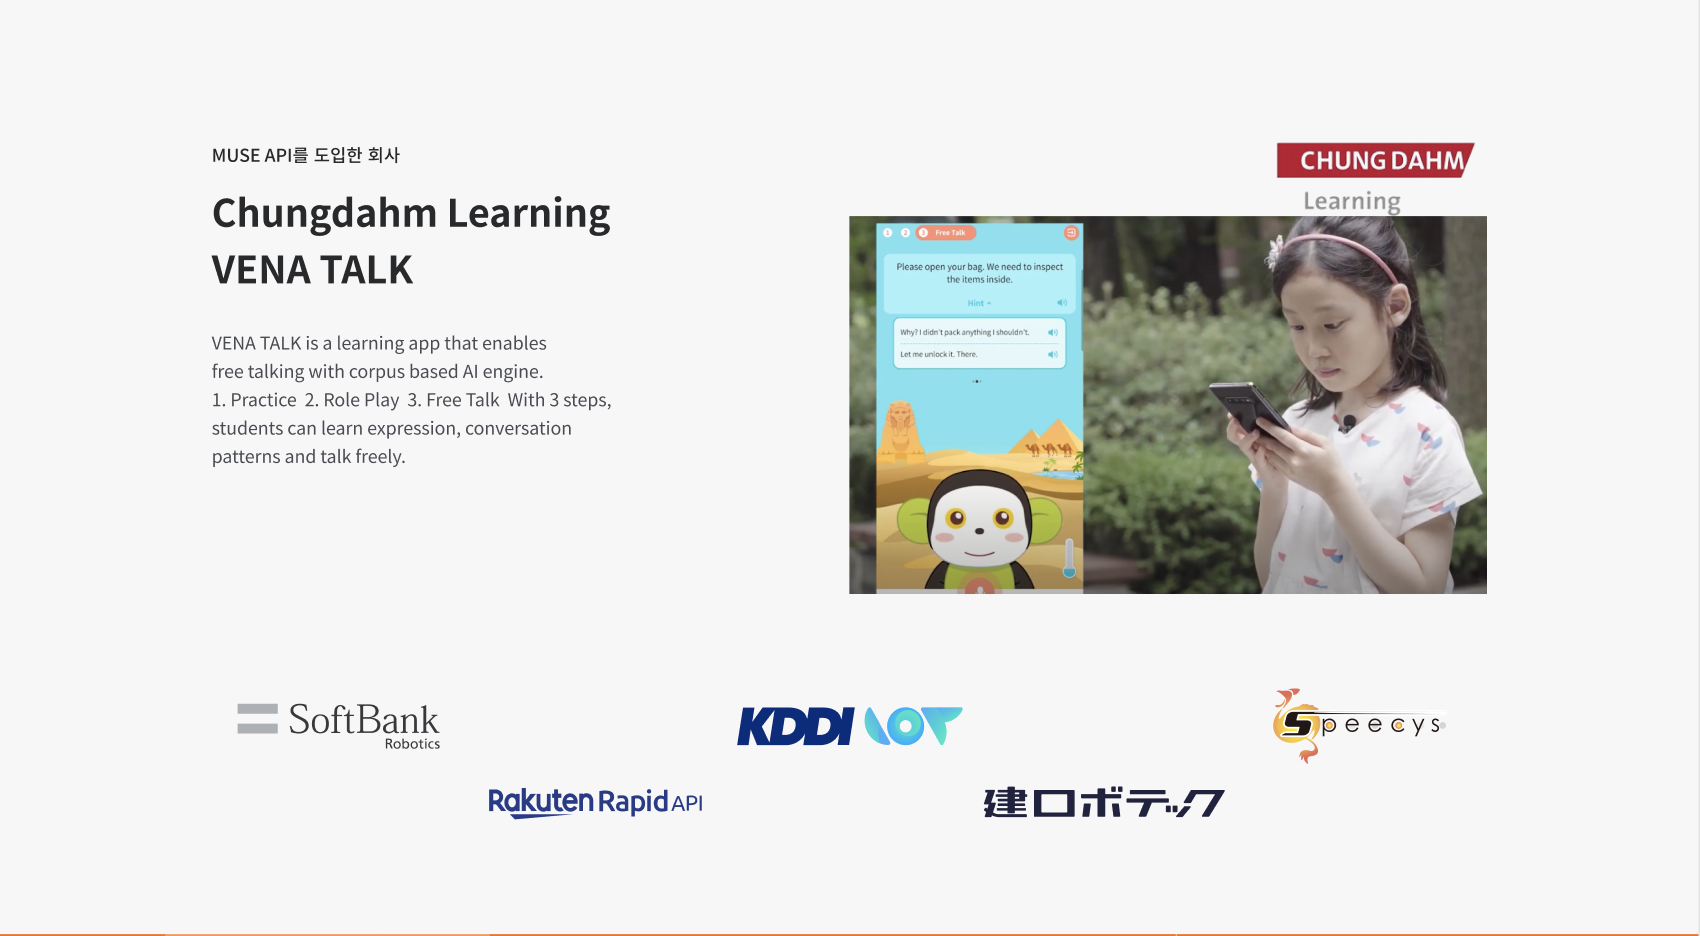 MUSE API를 도입한 회사
Chungdahm Learning
VENA TALK
VENA TALK is a learning app that enables
free talking with corpus based AI engine.
1. Practice 2. Role Play 3. Free Talk With 3 steps,
students can learn expression, conversation
patterns and talk freely.
CHUNG DAHM
Learning
1 2 3 Free Talk
Please open your bag. We need to inspect
the items inside.
Hint
Why? I didn't pack anything I shouldn't.
Let me unlock it. There.
SoftBank
Robotics
KDDI IOT
Speecys
Rakuten Rapid API
建ロボテック